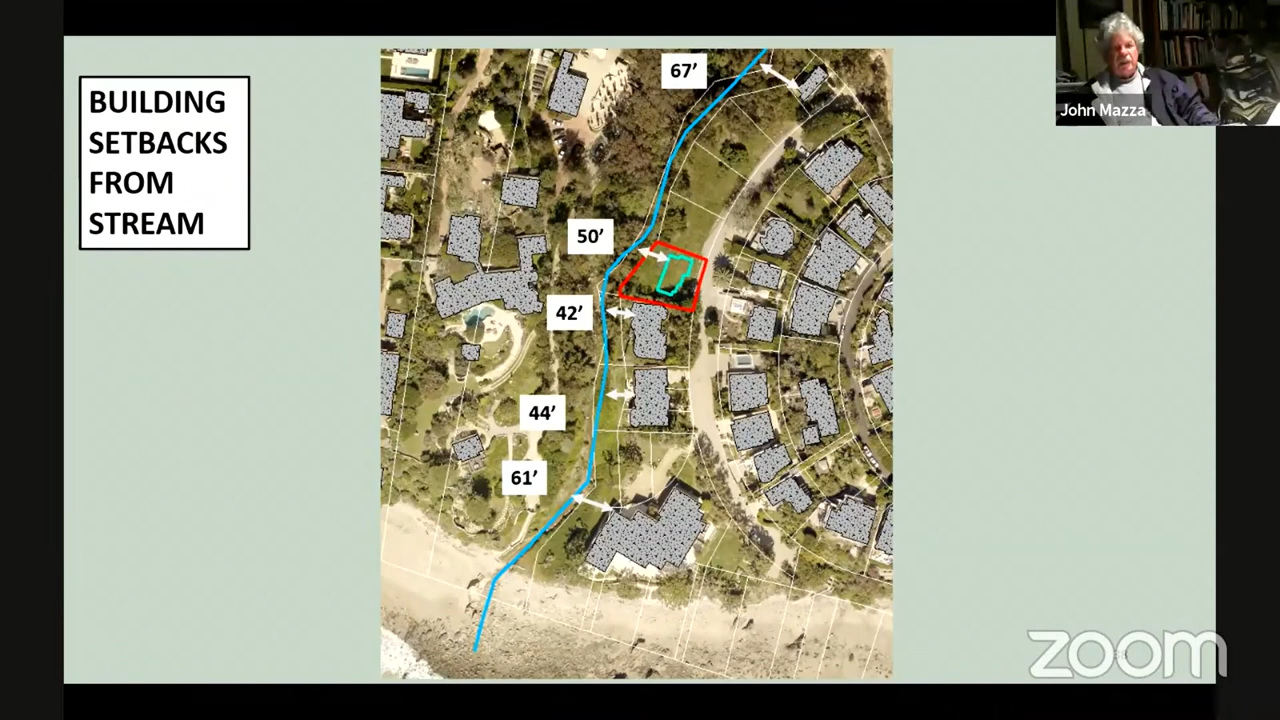 BUILDING
SETBACKS
FROM
STREAM
67'
50'
42'
44'
61'
John Mazza
zoom